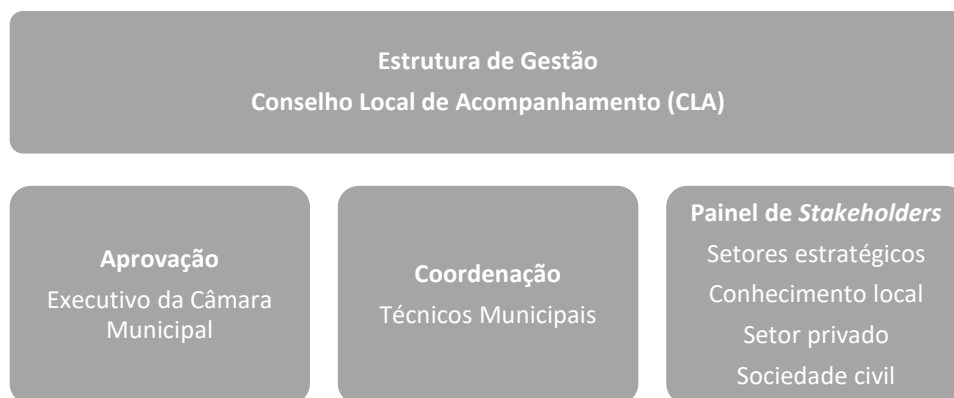 Estrutura de Gestão
Conselho Local de Acompanhamento (CLA)
Aprovação
Executivo da Câmara
Municipal
Coordenação
Técnicos Municipais
Painel de Stakeholders
Setores estratégicos
Conhecimento local
Setor privado
Sociedade civil